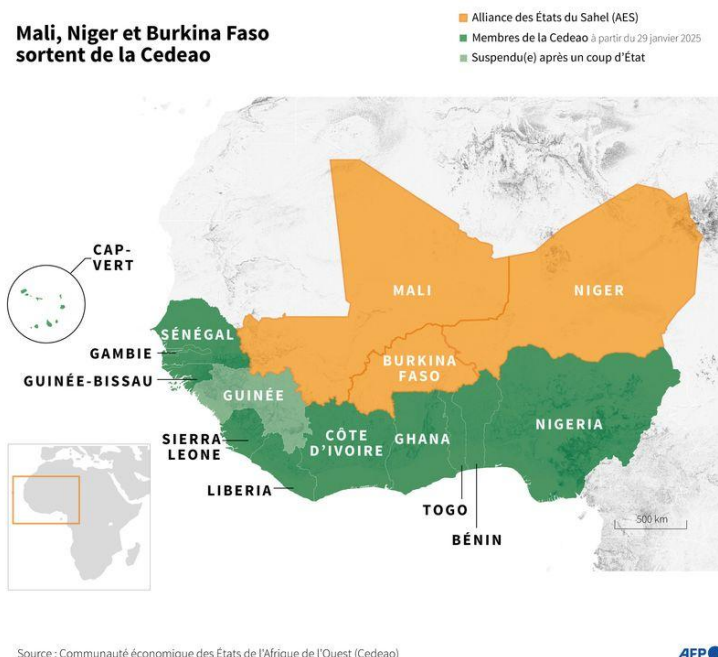 Mali, Niger et Burkina Faso
sortent de la Cedeao
Alliance des États du Sahel (AES)
Membres de la Cedeao à partir du 29 janvier 2025
Suspendu(e) après un coup d'État
CAP-
VERT
MALI
NIGER
SÉNÉGAL
GAMBIE
BURKINA
FASO
GUINÉE-BISSAU
GUINÉE
SIERRA
LEONE
CÔTE
D'IVOIRE
GHANA
NIGERIA
LIBERIA
TOGO
BÉNIN
500 km
Source : Communauté économique des États de l'Afrique de l'Ouest (Cedeao)
AFP